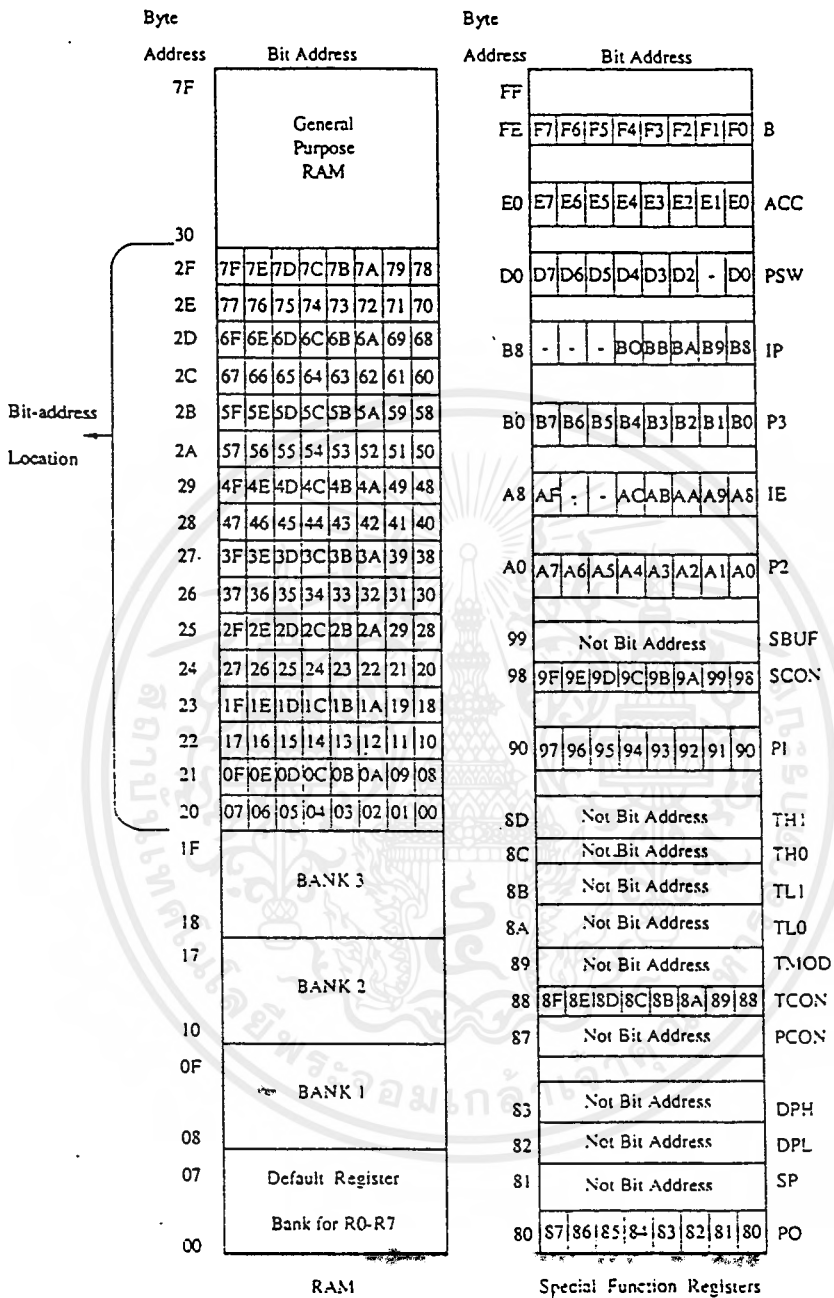 Byte
Address Bit Address
7F
General
Purpose
RAM
30
2F 7F 7E 7D 7C 7B 7A 79 78
2E 77 76 75 74 73 72 71 70
2D 6F 6E 6D 6C 6B 6A 69 68
2C 67 66 65 64 63 62 61 60
2B 5F 5E 5D 5C 5B 5A 59 58
2A 57 56 55 54 53 52 51 50
29 4F 4E 4D 4C 4B 4A 49 48
28 47 46 45 44 43 42 41 40
27 3F 3E 3D 3C 3B 3A 39 38
26 37 36 35 34 33 32 31 30
25 2F 2E 2D 2C 2B 2A 29 28
24 27 26 25 24 23 22 21 20
23 1F 1E 1D 1C 1B 1A 19 18
22 17 16 15 14 13 12 11 10
21 0F 0E 0D 0C 0B 0A 09 08
20 07 06 05 04 03 02 01 00
Bit-address
Location
1F
BANK 3
18
17
BANK 2
10
0F
BANK 1
08
07 Default Register
Bank for R0-R7
00
RAM
Byte
Address Bit Address
FF
FE F7 F6 F5 F4 F3 F2 F1 F0 B
E0 E7 E6 E5 E4 E3 E2 E1 E0 ACC
D0 D7 D6 D5 D4 D3 D2 - D0 PSW
B8 - - - BO BB BA B9 B8 IP
B0 B7 B6 B5 B4 B3 B2 B1 B0 P3
A8 AF - - AC AB AA A9 A8 IE
A0 A7 A6 A5 A4 A3 A2 A1 A0 P2
99 Not Bit Address SBUF
98 9F 9E 9D 9C 9B 9A 99 98 SCON
90 97 96 95 94 93 92 91 90 P1
8D Not Bit Address TH1
8C Not Bit Address TH0
8B Not Bit Address TL1
8A Not Bit Address TL0
89 Not Bit Address TMOD
88 8F 8E 8D 8C 8B 8A 89 88 TCON
87 Not Bit Address PCON
83 Not Bit Address DPH
82 Not Bit Address DPL
81 Not Bit Address SP
80 87 86 85 84 83 82 81 80 PO
Special Function Registers